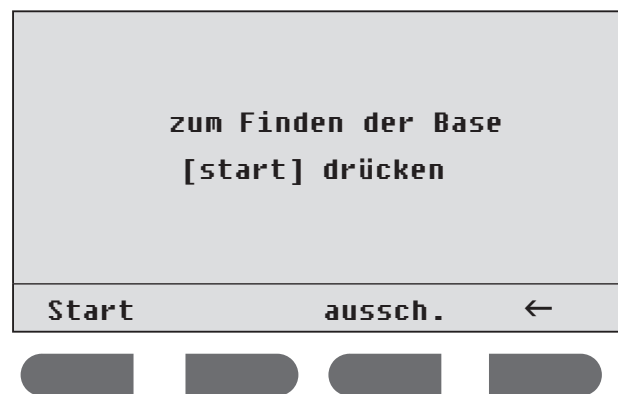 zum Finden der Base
[start] drücken
Start aussch. ←